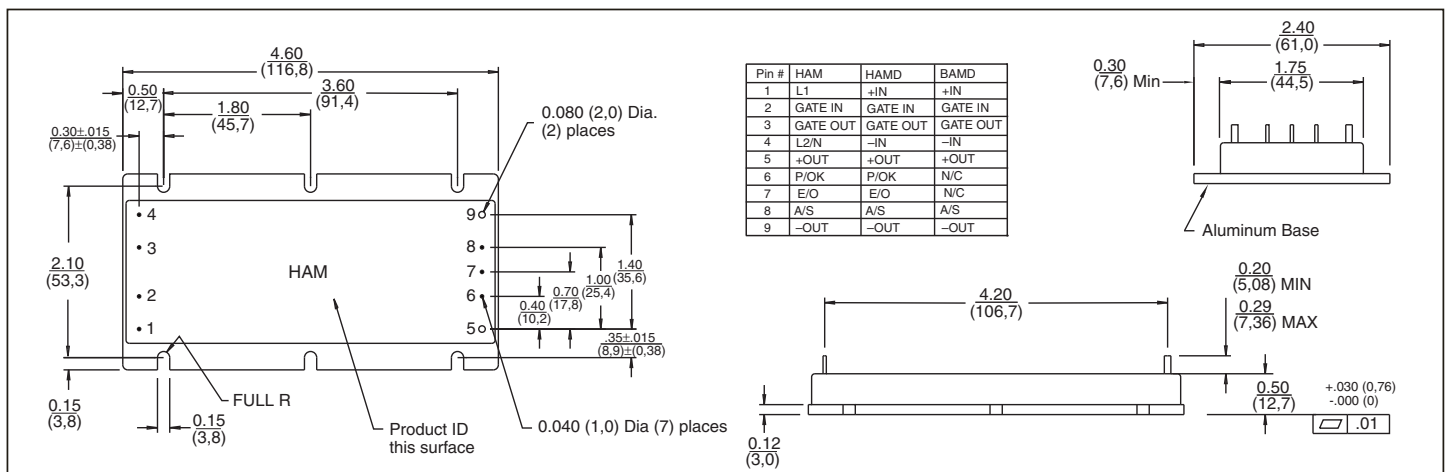 4.60
(116,8)
0.50
(12,7)
3.60
(91,4)
1.80
(45,7)
0.30±.015
(7,6)±(0,38)
0.080 (2,0) Dia.
(2) places
4
3
2
1
9
8
7
6
5
HAM
2.10
(53,3)
0.40
(10,2)
0.70
(17,8)
1.00
(25,4)
1.40
(35,6)
.35±.015
(8,9)±(0,38)
0.15
(3,8)
0.15
(3,8)
FULL R
Product ID
this surface
0.040 (1,0) Dia (7) places
Pin # HAM HAMD BAMD
1 L1 +IN +IN
2 GATE IN GATE IN GATE IN
3 GATE OUT GATE OUT GATE OUT
4 L2/N –IN –IN
5 +OUT +OUT +OUT
6 P/OK P/OK N/C
7 E/O E/O N/C
8 A/S A/S A/S
9 –OUT –OUT –OUT
2.40
(61,0)
0.30
(7,6) Min
1.75
(44,5)
Aluminum Base
4.20
(106,7)
0.20
(5,08) MIN
0.29
(7,36) MAX
0.50
(12,7)
+.030 (0,76)
-.000 (0)
.01
0.12
(3,0)